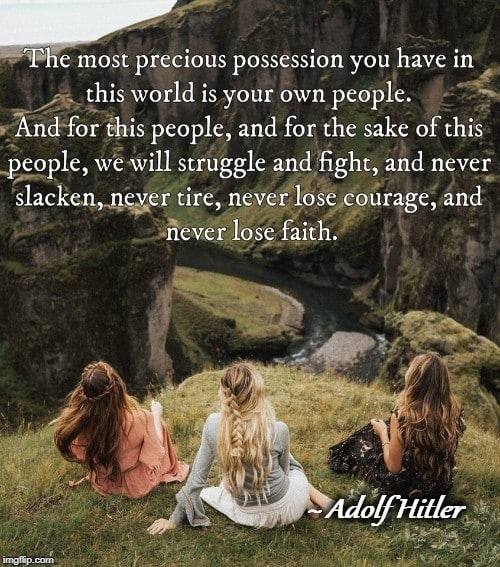 The most precious possession you have in
this world is your own people.
And for this people, and for the sake of this
people, we will struggle and fight, and never
slacken, never tire, never lose courage, and
never lose faith.
~ Adolf Hitler
imgflip.com